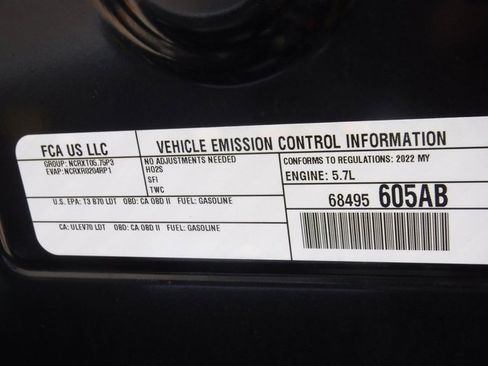 FCA US LLC
GROUP: NCRXT05.75P3
EVAP: NCRXR0204RP1
VEHICLE EMISSION CONTROL INFORMATION
NO ADJUSTMENTS NEEDED
HO2S
SFI
TWC
CONFORMS TO REGULATIONS: 2022 MY
ENGINE: 5.7L
U.S. EPA: T3 B70 LDT OBD: CA OBD II FUEL: GASOLINE
CA: ULEV70 LDT OBD: CA OBD II FUEL: GASOLINE
68495 605AB